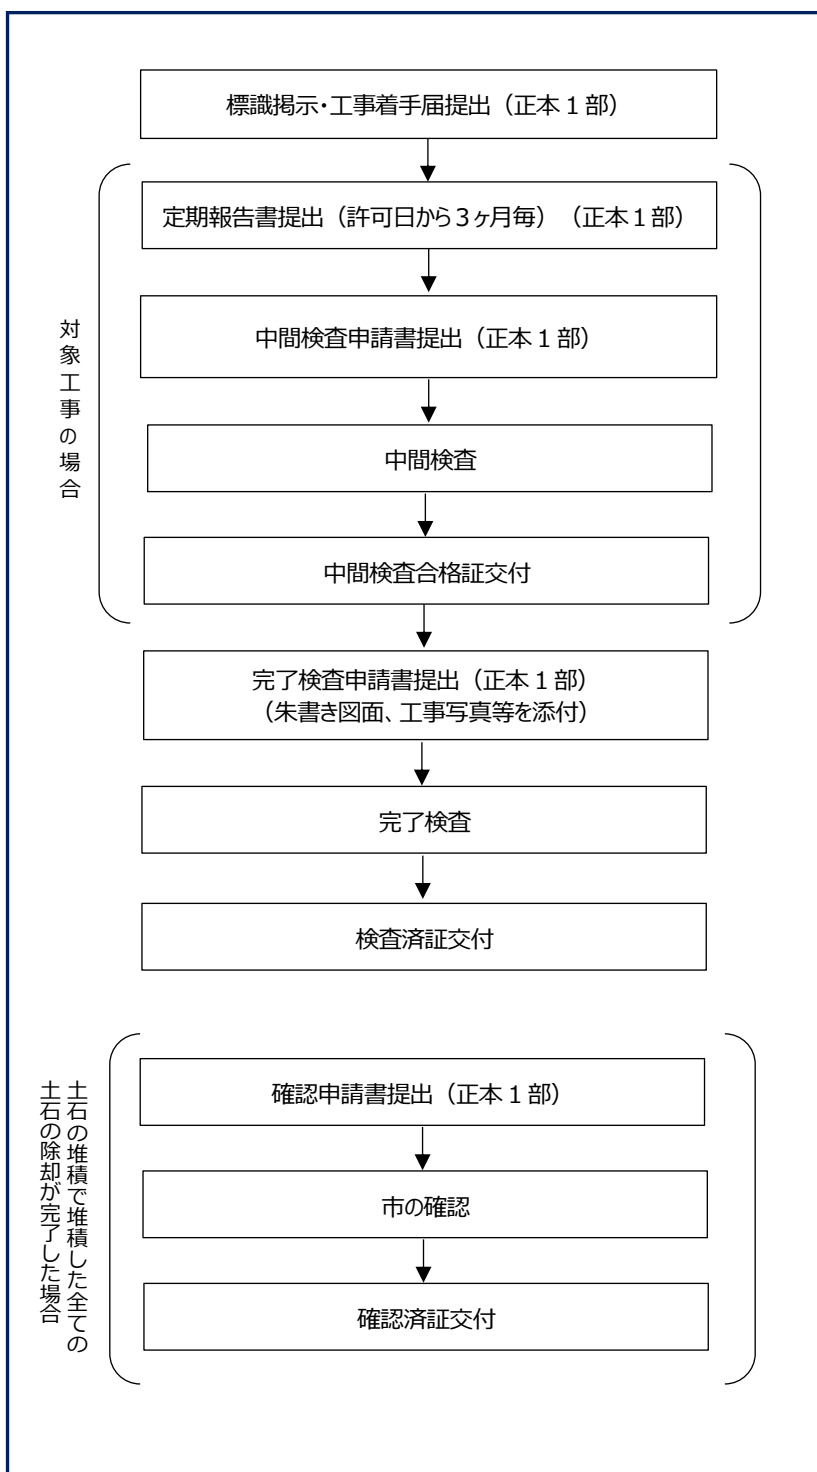 標識掲示・工事着手届提出（正本１部）
対象工事の場合
定期報告書提出（許可日から３ヶ月毎）（正本１部）
中間検査申請書提出（正本１部）
中間検査
中間検査合格証交付
完了検査申請書提出（正本１部）
（朱書き図面、工事写真等を添付）
完了検査
検査済証交付
土石の堆積で堆積した全ての
土石の除却が完了した場合
確認申請書提出（正本１部）
市の確認
確認済証交付